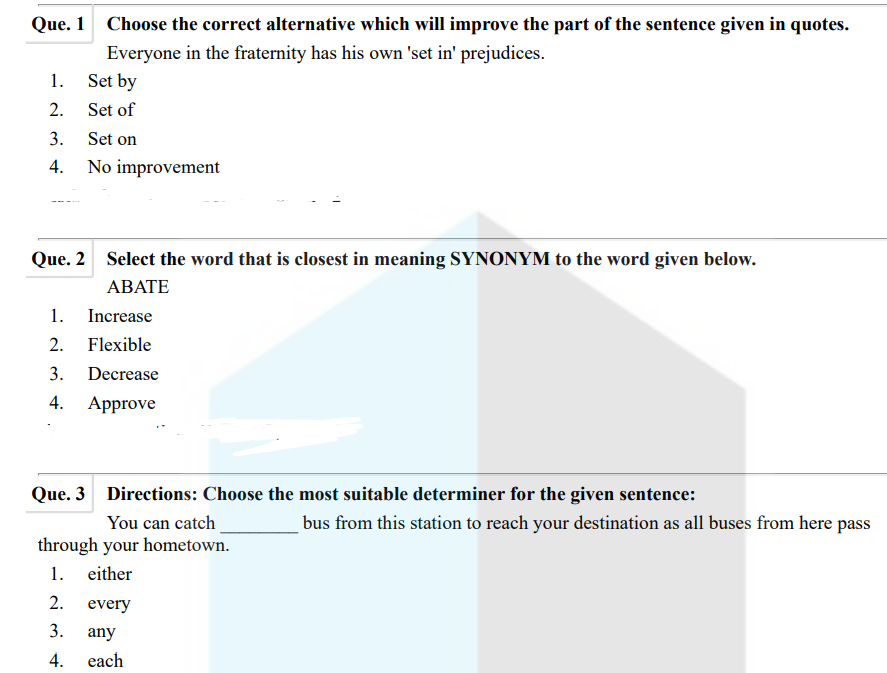 Que. 1 Choose the correct alternative which will improve the part of the sentence given in quotes.
Everyone in the fraternity has his own 'set in' prejudices.
1. Set by
2. Set of
3. Set on
4. No improvement
Que. 2 Select the word that is closest in meaning SYNONYM to the word given below.
ABATE
1. Increase
2. Flexible
3. Decrease
4. Approve
Que. 3 Directions: Choose the most suitable determiner for the given sentence:
You can catch ________ bus from this station to reach your destination as all buses from here pass
through your hometown.
1. either
2. every
3. any
4. each